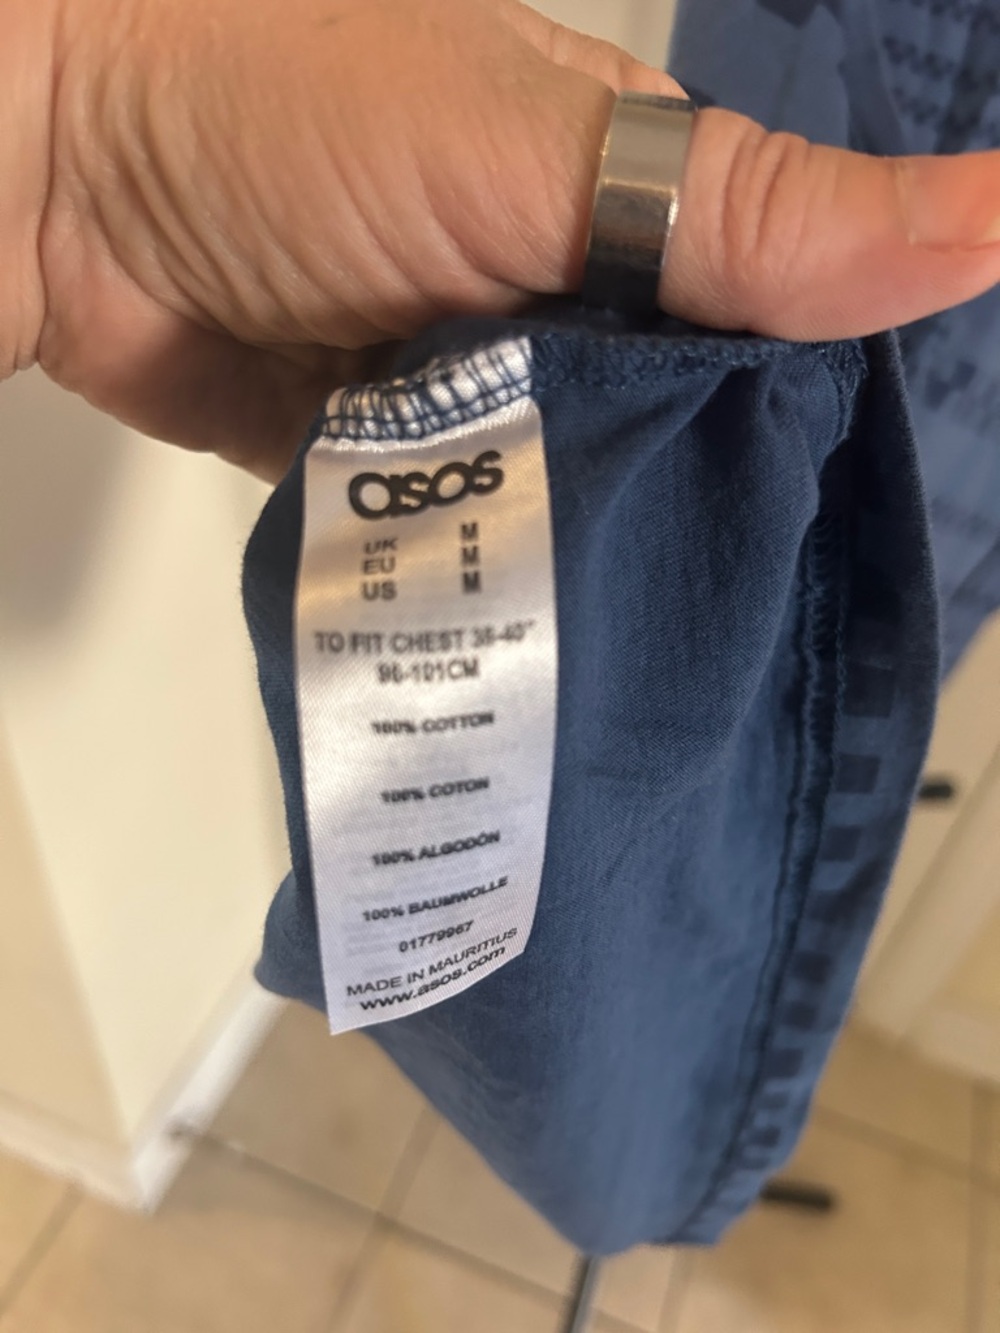 asos
UK M
EU M
US M
TO FIT CHEST 38-40"
96-101CM
100% COTTON
100% COTON
100% ALGODÓN
100% BAUMWOLLE
01779967
MADE IN MAURITIUS
www.asos.com